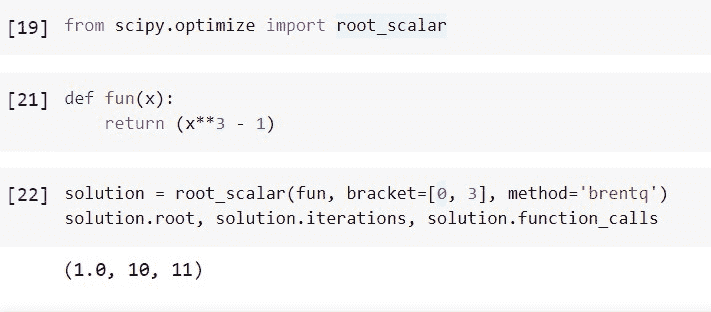 [19] from scipy.optimize import root_scalar
[21] def fun(x):
return (x**3 - 1)
[22] solution = root_scalar(fun, bracket=[0, 3], method='brentq')
solution.root, solution.iterations, solution.function_calls
(1.0, 10, 11)